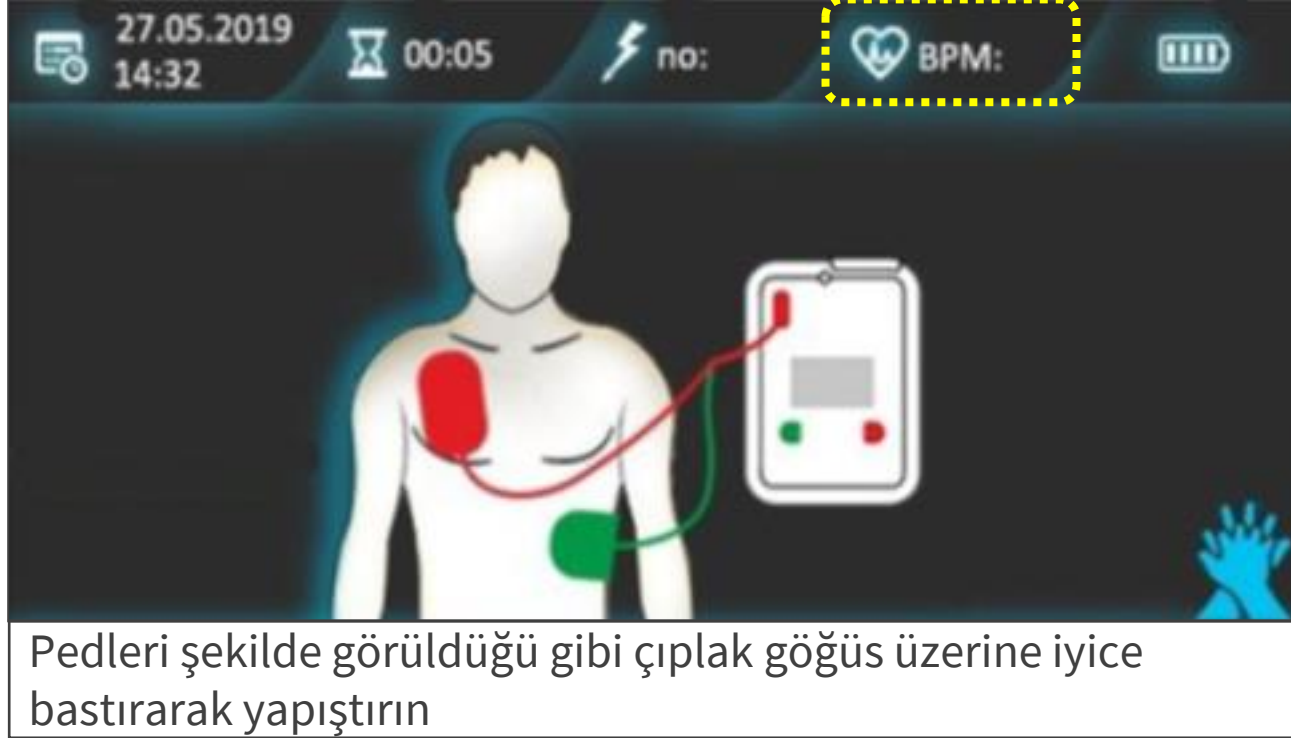 27.05.2019
14:32
00:05
no:
BPM:
Pedleri şekilde görüldüğü gibi çıplak göğüs üzerine iyice
bastırarak yapıştırın